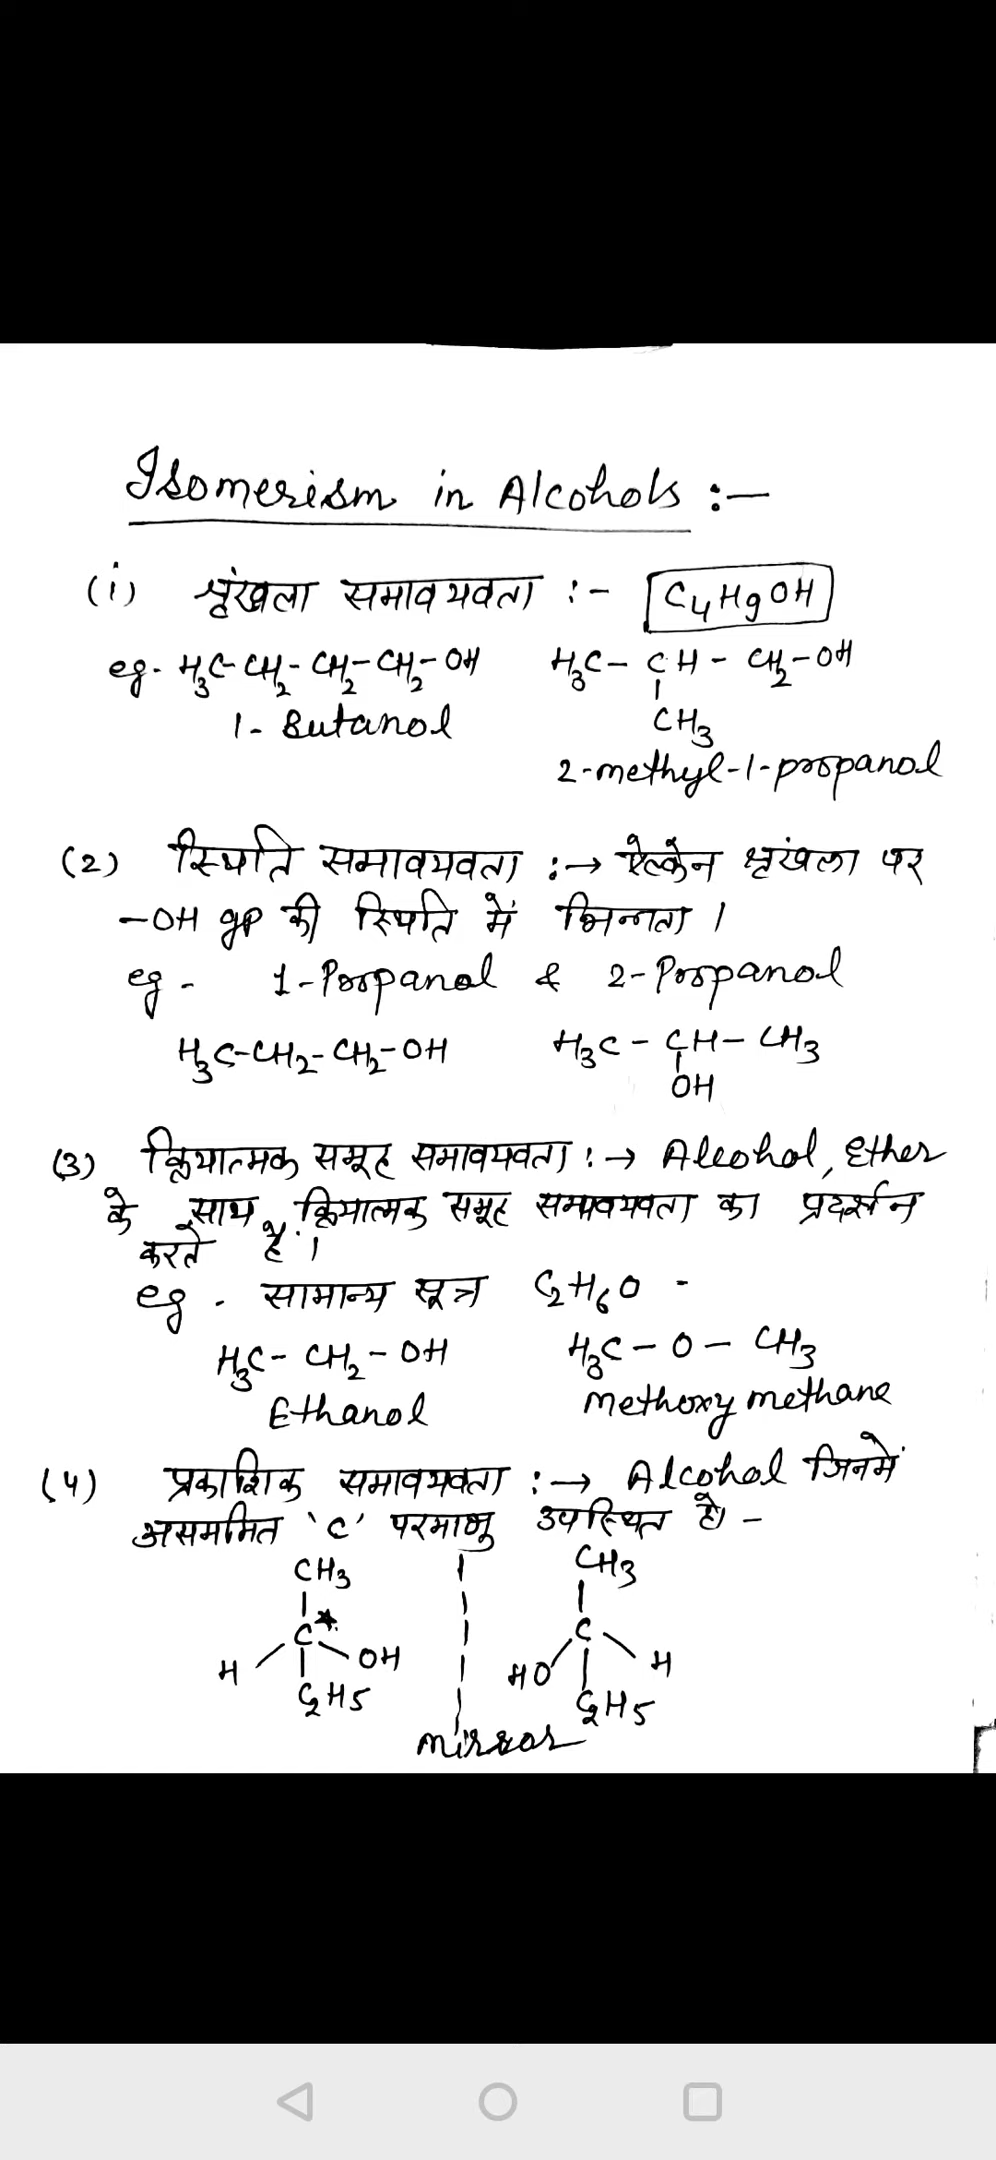 Isomerism in Alcohols :—
(i) श्रृंखला समावयवता :- C₄H₉OH
eg. H₃C-CH₂-CH₂-CH₂-OH H₃C-CH-CH₂-OH
CH₃
1-Butanol
2-methyl-1-propanol
(2) स्थिति समावयवता :→ ऐल्केन श्रृंखला पर
-OH gp की स्थिति में भिन्नता ।
eg. 1-Propanol & 2-Propanol
H₃C-CH₂-CH₂-OH H₃C-CH-CH₃
OH
(3) क्रियात्मक समूह समावयवता :→ Alcohol, Ether
के साथ क्रियात्मक समूह समावयवता का प्रदर्शन
करते हैं ।
eg. सामान्य सूत्र C₂H₆O -
H₃C-CH₂-OH H₃C-O-CH₃
Ethanol Methoxy methane
(4) प्रकाशिक समावयवता :→ Alcohol जिनमें
असममित 'C' परमाणु उपस्थित हो -
CH₃ CH₃
C* C
H OH HO H
C₂H₅ C₂H₅
mirror